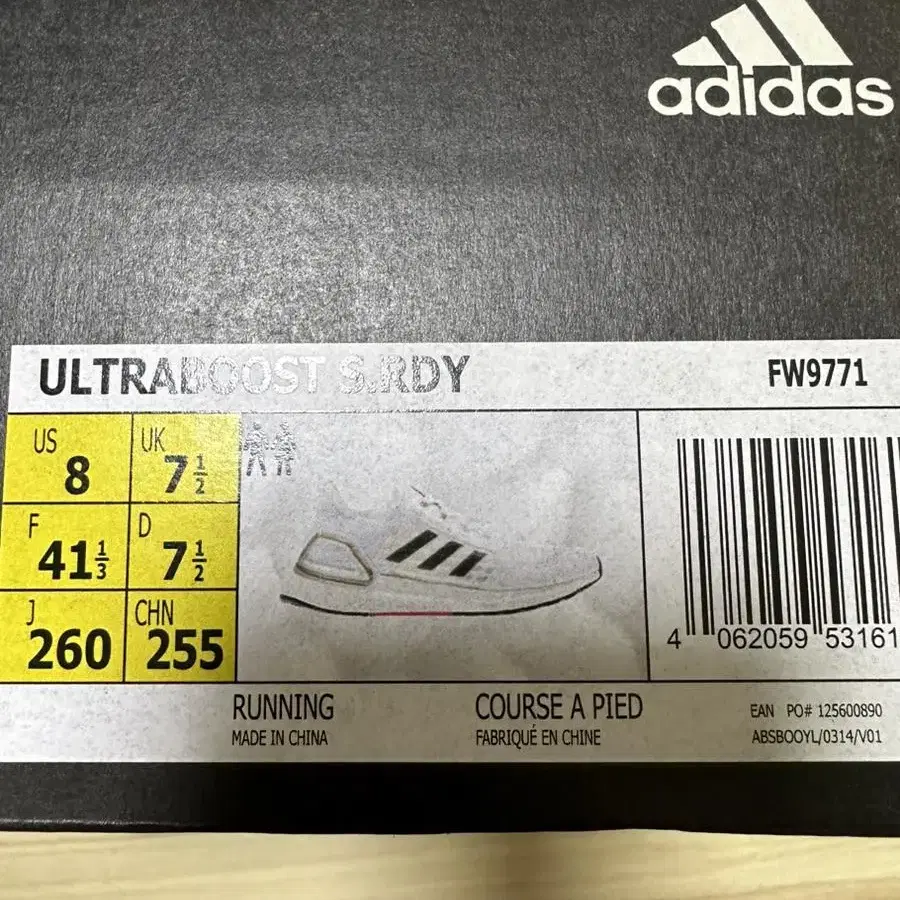 adidas
ULTRABOOST S.RDY
FW9771
US
8
UK
7 1/2
F
41 1/3
D
7 1/2
J
260
CHN
255
4 062059 53161
RUNNING
MADE IN CHINA
COURSE A PIED
FABRIQUÉ EN CHINE
EAN PO# 125600890
ABSBOOYL/0314/V01